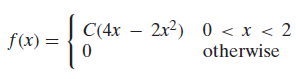 f(x) = { C(4x − 2x²) 0 < x < 2
0 otherwise